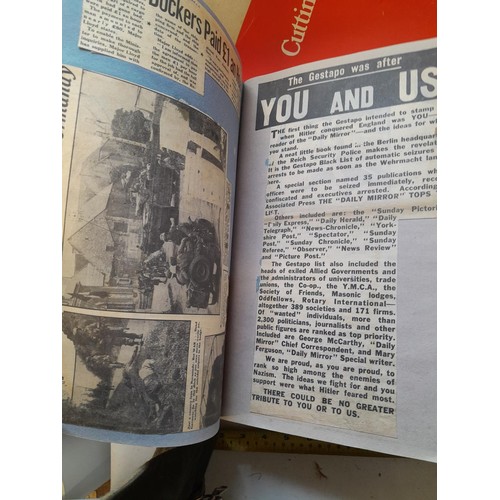 Dockers Paid £1 a
Cutting
The Gestapo was after
YOU AND US
THE first thing the Gestapo intended to stamp
when Hitler conquered England was YOU—
reader of the "Daily Mirror"—and the ideas for wh
you stand.
A neat little book found in the Berlin headqua
the Reich Security Police makes the revelat
It is the Gestapo Black List of automatic seizures
arrests to be made as soon as the Wehrmacht land
here.
A special section named 35 publications wh
offices were to be seized immediately, reco
confiscated and executives arrested. According
Associated Press THE "DAILY MIRROR" TOPS
LIST.
Others included are: the "Sunday Pictor
Express," "Daily Herald," "Daily
Telegraph," "News-Chronicle," "York-
shire Post," "Spectator," "Sunday
Post," "Sunday Chronicle," "Sunday
Referee," "Observer," "News Review"
and "Picture Post."
The Gestapo list also included the
heads of exiled Allied Governments and
the administrators of universities, trade
unions, the Co-op., the Y.M.C.A., the
Society of Friends, Masonic lodges,
Oddfellows, Rotary International—
altogether 389 societies and 171 firms.
Of "wanted" individuals, more than
2,300 politicians, journalists and other
public figures are ranked as top priority.
Included are George McCarthy, "Daily
Mirror" Chief Correspondent, and Mary
Ferguson, "Daily Mirror" Special writer.
We are proud, as you are proud, to
rank so high among the enemies of
Nazism. The ideas we fight for and you
support were what Hitler feared most.
THERE COULD BE NO GREATER
TRIBUTE TO YOU OR TO US.